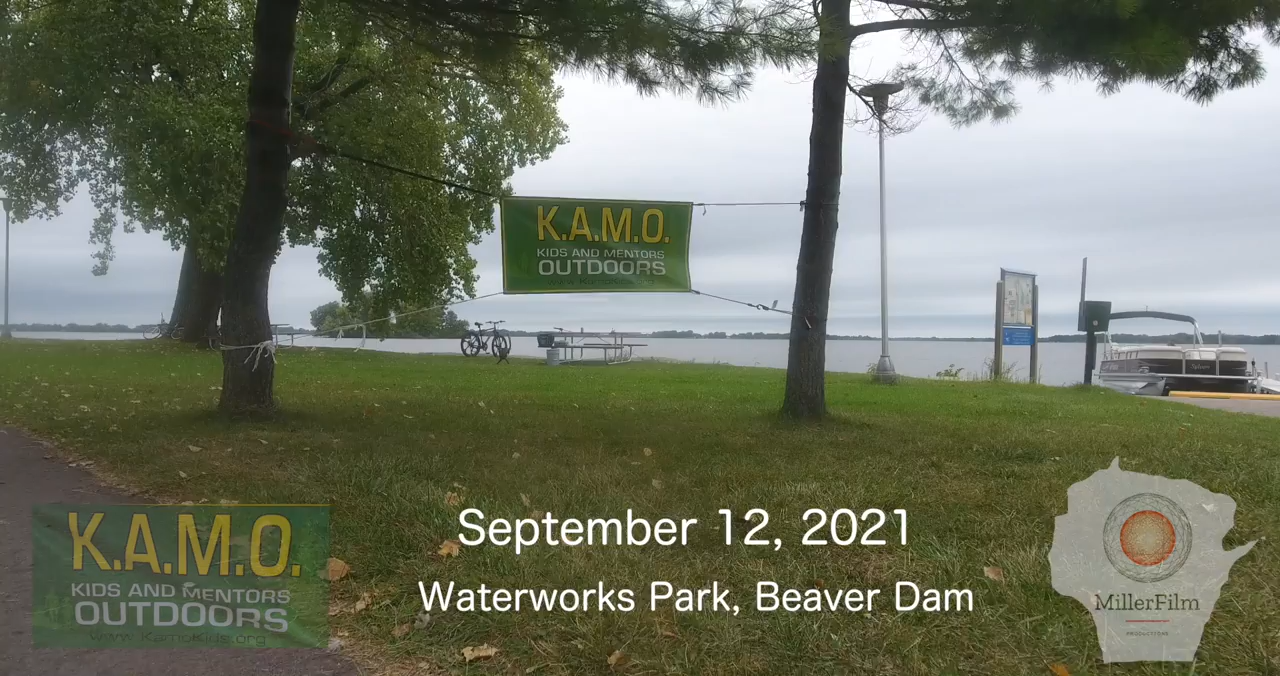 K.A.M.O.
KIDS AND MENTORS
OUTDOORS
September 12, 2021
Waterworks Park, Beaver Dam
K.A.M.O.
KIDS AND MENTORS
OUTDOORS
www.KamoKids.org
MillerFilm
PRODUCTIONS